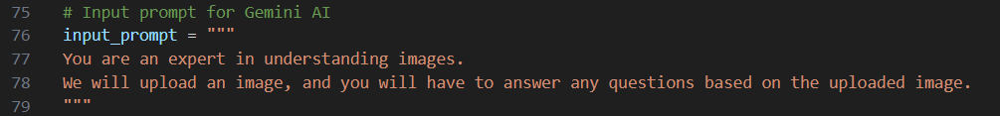 75 # Input prompt for Gemini AI
76 input_prompt = """
77 You are an expert in understanding images.
78 We will upload an image, and you will have to answer any questions based on the uploaded image.
79 """